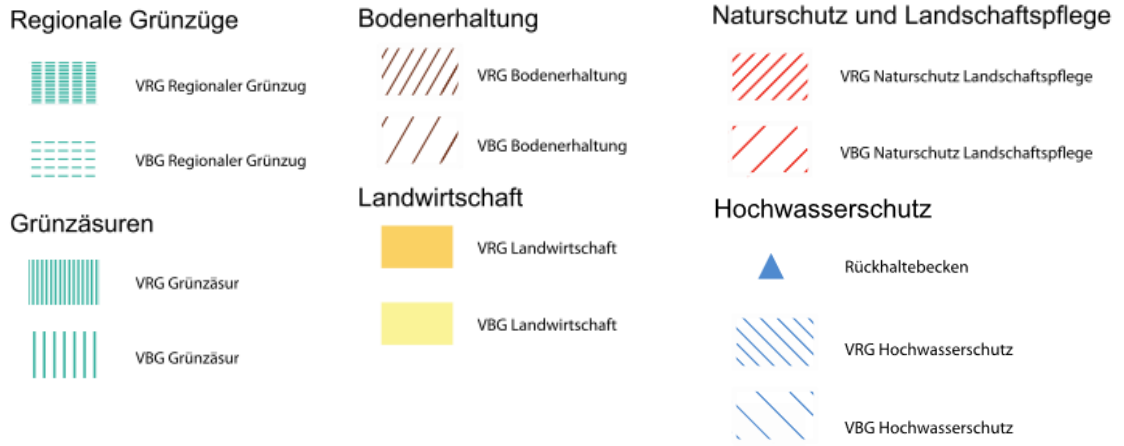 Regionale Grünzüge
VRG Regionaler Grünzug
VBG Regionaler Grünzug
Grünzäsuren
VRG Grünzäsur
VBG Grünzäsur
Bodenerhaltung
VRG Bodenerhaltung
VBG Bodenerhaltung
Landwirtschaft
VRG Landwirtschaft
VBG Landwirtschaft
Naturschutz und Landschaftspflege
VRG Naturschutz Landschaftspflege
VBG Naturschutz Landschaftspflege
Hochwasserschutz
Rückhaltebecken
VRG Hochwasserschutz
VBG Hochwasserschutz